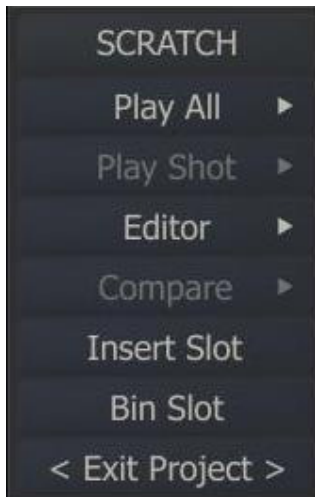 SCRATCH
Play All
Play Shot
Editor
Compare
Insert Slot
Bin Slot
< Exit Project >